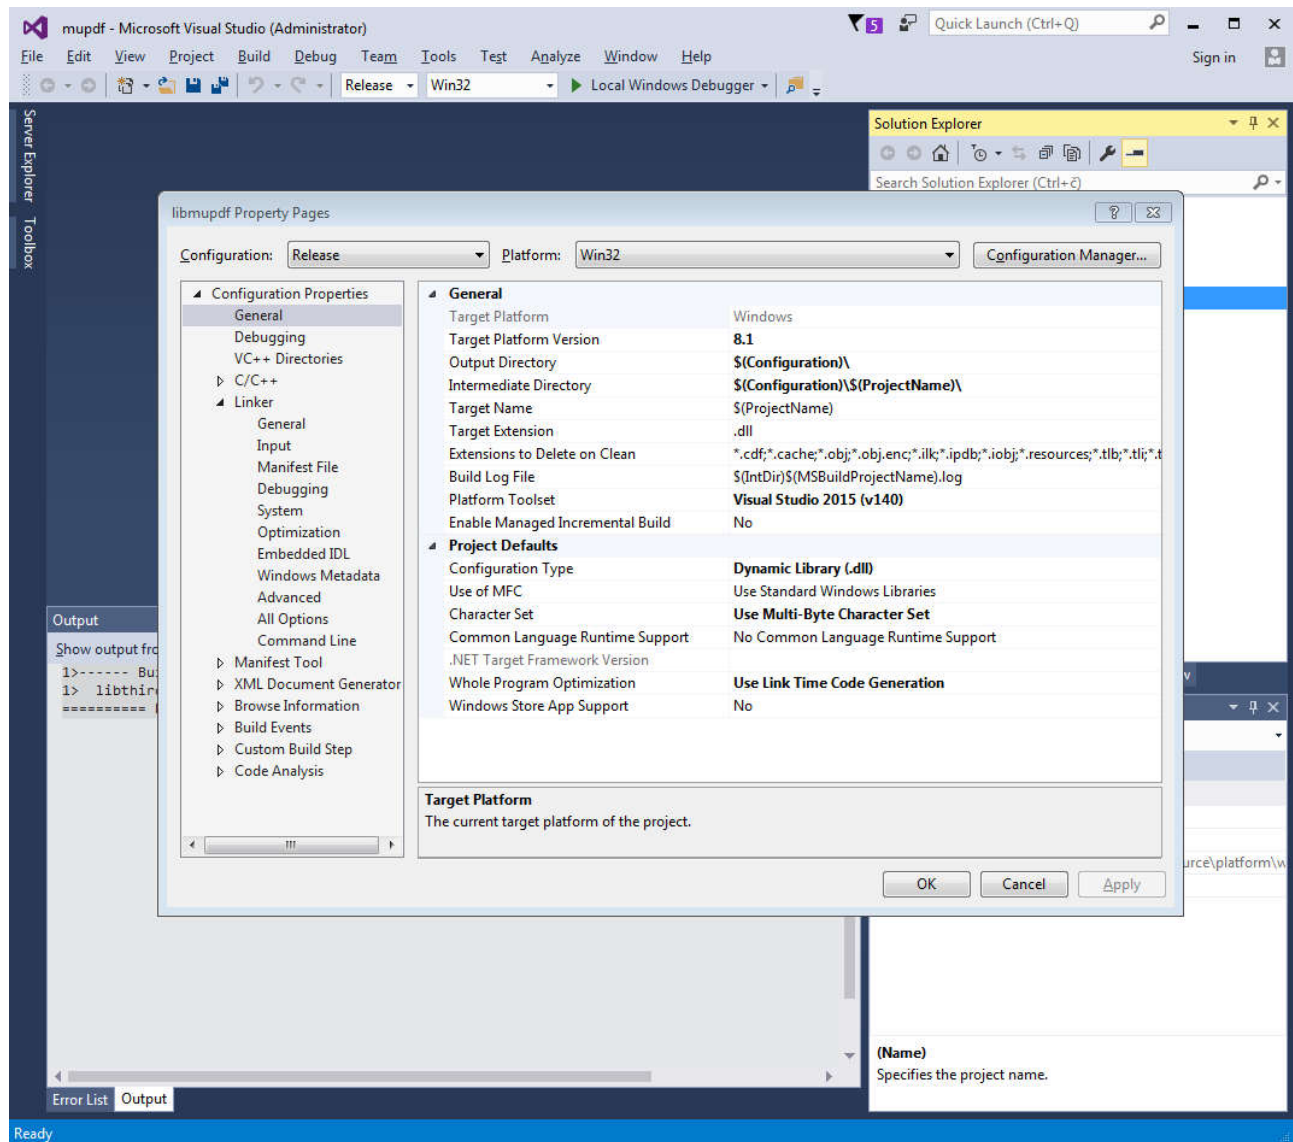 mupdf - Microsoft Visual Studio (Administrator)
5
Quick Launch (Ctrl+Q)
File Edit View Project Build Debug Team Tools Test Analyze Window Help
Sign in
Release
Win32
Local Windows Debugger
Server Explorer
Toolbox
Solution Explorer
Search Solution Explorer (Ctrl+č)
libmupdf Property Pages
Configuration: Release
Platform: Win32
Configuration Manager...
Configuration Properties
General
Debugging
VC++ Directories
C/C++
Linker
General
Input
Manifest File
Debugging
System
Optimization
Embedded IDL
Windows Metadata
Advanced
All Options
Command Line
Manifest Tool
XML Document Generator
Browse Information
Build Events
Custom Build Step
Code Analysis
General
Target Platform Windows
Target Platform Version 8.1
Output Directory $(Configuration)\
Intermediate Directory $(Configuration)\$(ProjectName)\
Target Name $(ProjectName)
Target Extension .dll
Extensions to Delete on Clean *.cdf;*.cache;*.obj;*.obj.enc;*.ilk;*.ipdb;*.iobj;*.resources;*.tlb;*.tli;*.t
Build Log File $(IntDir)$(MSBuildProjectName).log
Platform Toolset Visual Studio 2015 (v140)
Enable Managed Incremental Build No
Project Defaults
Configuration Type Dynamic Library (.dll)
Use of MFC Use Standard Windows Libraries
Character Set Use Multi-Byte Character Set
Common Language Runtime Support No Common Language Runtime Support
.NET Target Framework Version
Whole Program Optimization Use Link Time Code Generation
Windows Store App Support No
Target Platform
The current target platform of the project.
OK Cancel Apply
Output
Show output fro
1>------ Bu
1> libthir
==========
urce\platform\w
(Name)
Specifies the project name.
Error List Output
Ready